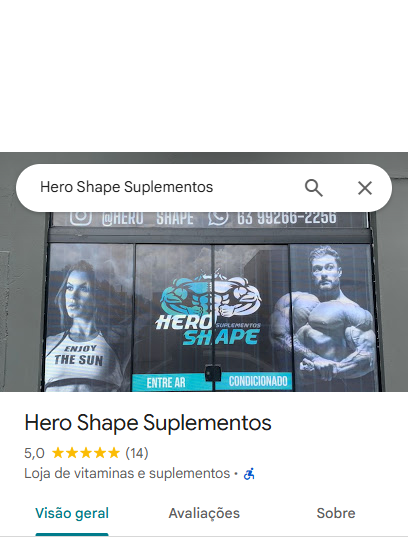 Hero Shape Suplementos
@HERO_SHAPE 63 99266-2256
ENJOY
THE SUN
HERO
SUPLEMENTOS
SHAPE
ENTRE AR CONDICIONADO
Hero Shape Suplementos
5,0 (14)
Loja de vitaminas e suplementos ·
Visão geral Avaliações Sobre